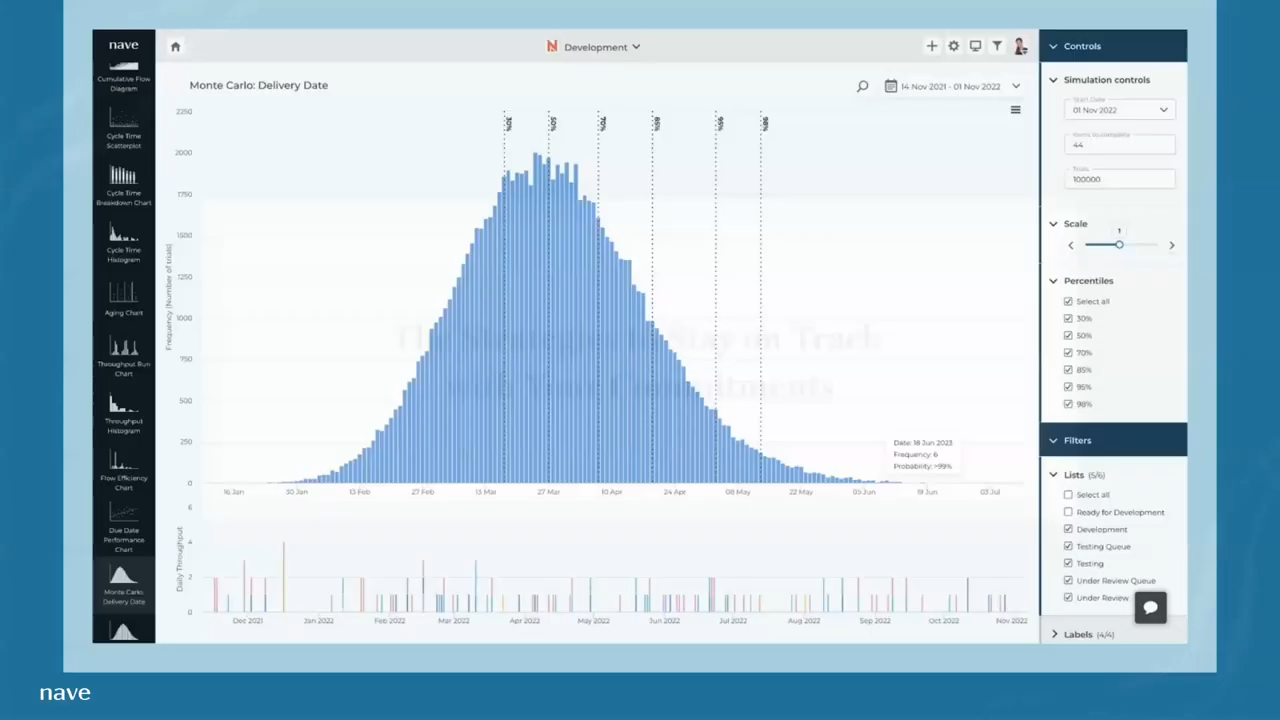 nave
Cumulative Flow
Diagram
Cycle Time
Scatterplot
Cycle Time
Breakdown Chart
Cycle Time
Histogram
Aging Chart
Throughput Run
Chart
Throughput
Histogram
Flow Efficiency
Chart
Due Date
Performance
Chart
Monte Carlo:
Delivery Date
Development
Monte Carlo: Delivery Date
14 Nov 2021 - 01 Nov 2022
Frequency (Number of trials)
2250
2000
1750
1500
1250
1000
750
500
250
0
30%
50%
70%
85%
95%
98%
Stay on Track
Date: 18 Jun 2023
Frequency: 6
Probability: >99%
16 Jan
30 Jan
13 Feb
27 Feb
13 Mar
27 Mar
10 Apr
24 Apr
08 May
22 May
05 Jun
19 Jun
03 Jul
Daily Throughput
6
4
2
0
Dec 2021
Jan 2022
Feb 2022
Mar 2022
Apr 2022
May 2022
Jun 2022
Jul 2022
Aug 2022
Sep 2022
Oct 2022
Nov 2022
Controls
Simulation controls
Start Date
01 Nov 2022
44
Trials
100000
Scale
1
Percentiles
Select all
30%
50%
70%
85%
95%
98%
Filters
Lists (5/6)
Select all
Ready for Development
Development
Testing Queue
Testing
Under Review Queue
Under Review
Labels (4/4)
nave